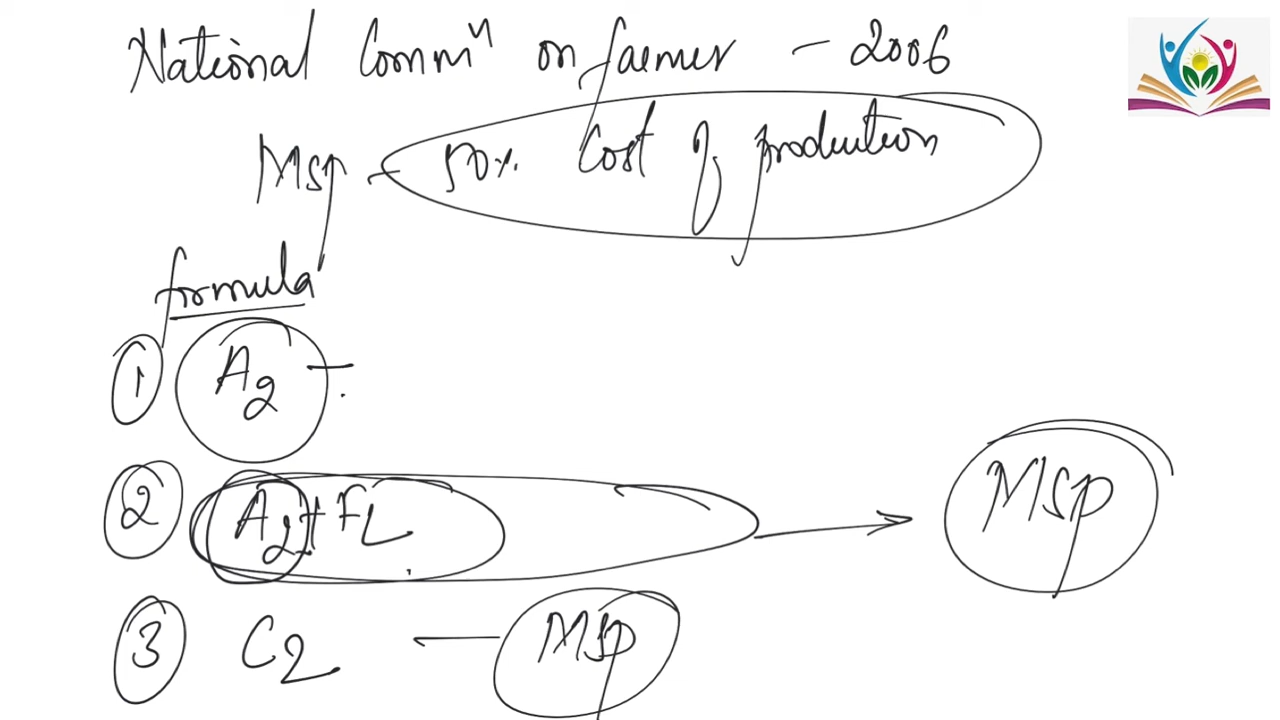 National Commⁿ on farmer - 2006
MSP - 50% Cost of production
formula
① A2 -
② A2 + FL → MSP
③ C2 — MSP